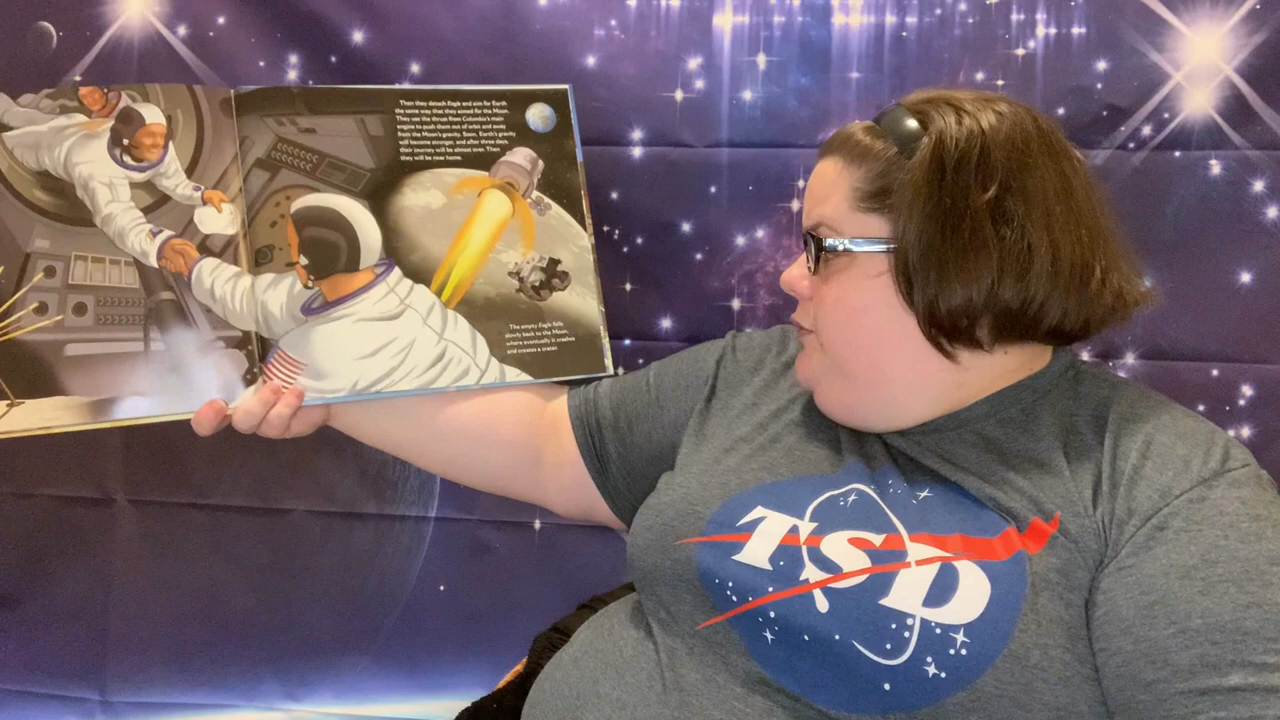 Then they detach Eagle and aim for Earth
the same way that they aimed for the Moon.
They use the thrust from Columbia's main
engine to push them out of orbit and away
from the Moon's gravity. Soon, Earth's gravity
will become stronger, and after three days,
their journey will be almost over. Then
they will be near home.
The empty Eagle falls
slowly back to the Moon,
where eventually it crashes
and creates a crater.
TSD